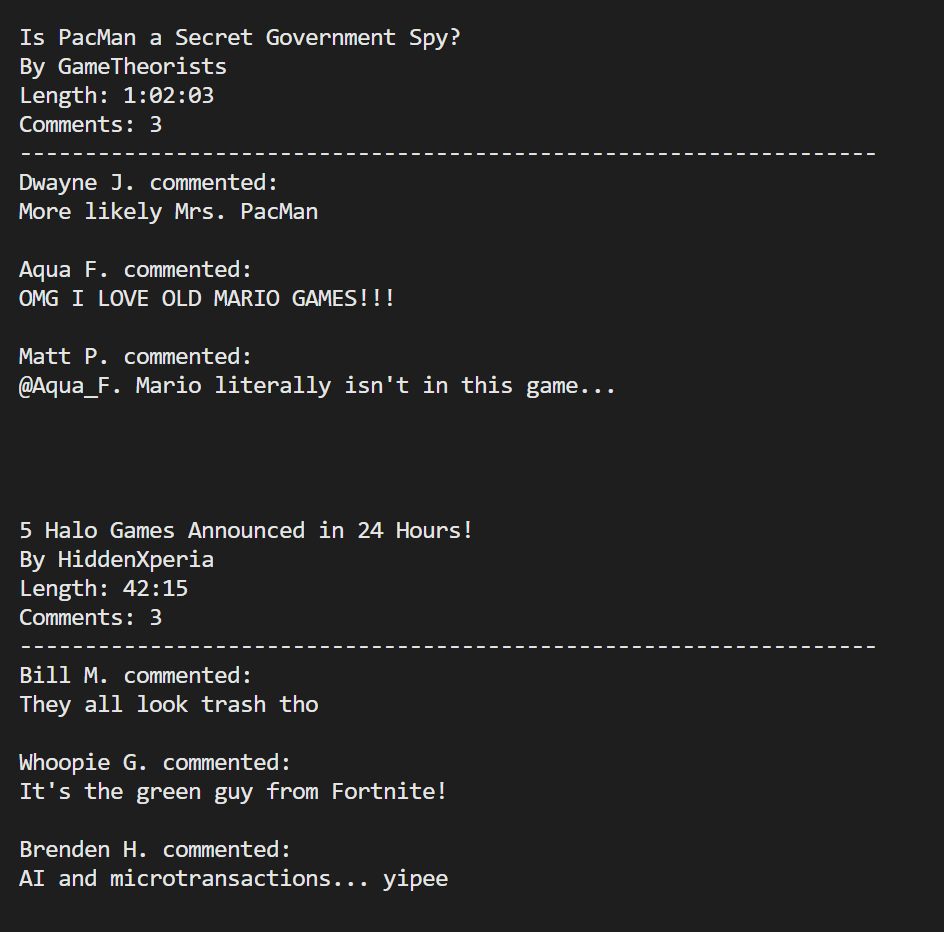 Is PacMan a Secret Government Spy?
By GameTheorists
Length: 1:02:03
Comments: 3
------------------------------------------------------------------
Dwayne J. commented:
More likely Mrs. PacMan
Aqua F. commented:
OMG I LOVE OLD MARIO GAMES!!!
Matt P. commented:
@Aqua_F. Mario literally isn't in this game...
5 Halo Games Announced in 24 Hours!
By HiddenXperia
Length: 42:15
Comments: 3
------------------------------------------------------------------
Bill M. commented:
They all look trash tho
Whoopie G. commented:
It's the green guy from Fortnite!
Brenden H. commented:
AI and microtransactions... yipee